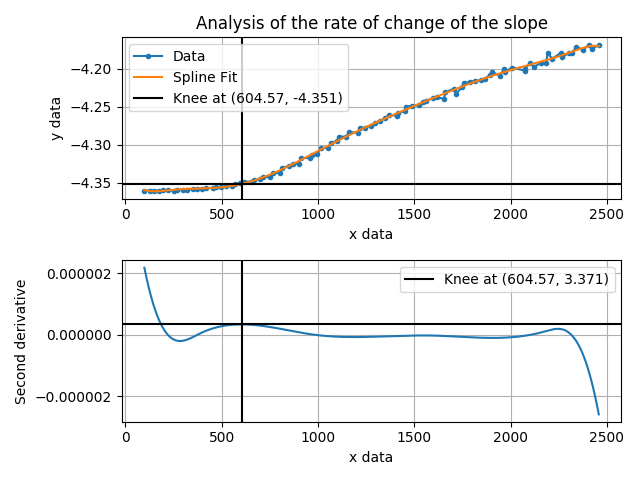 Analysis of the rate of change of the slope
Data
Spline Fit
Knee at (604.57, -4.351)
y data
−4.20
−4.25
−4.30
−4.35
0 500 1000 1500 2000 2500
x data
Second derivative
0.000002
0.000000
−0.000002
Knee at (604.57, 3.371)
0 500 1000 1500 2000 2500
x data